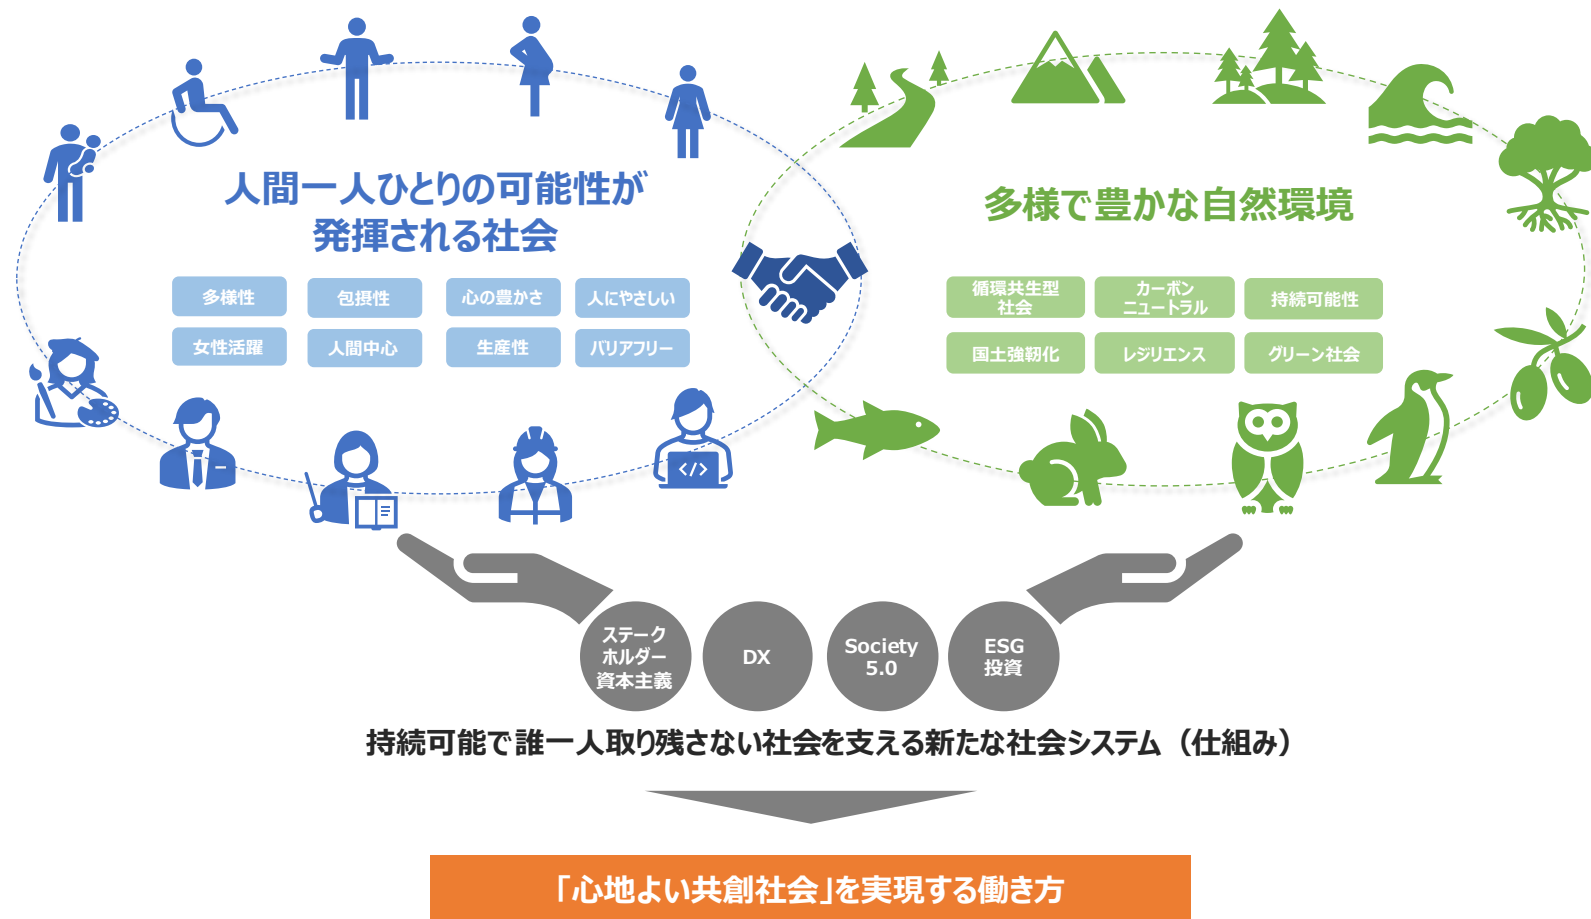 人間一人ひとりの可能性が
発揮される社会
多様性
包摂性
心の豊かさ
人にやさしい
女性活躍
人間中心
生産性
バリアフリー
多様で豊かな自然環境
循環共生型
社会
カーボン
ニュートラル
持続可能性
国土強靭化
レジリエンス
グリーン社会
</>
ステーク
ホルダー
資本主義
DX
Society
5.0
ESG
投資
持続可能で誰一人取り残さない社会を支える新たな社会システム（仕組み）
「心地よい共創社会」を実現する働き方